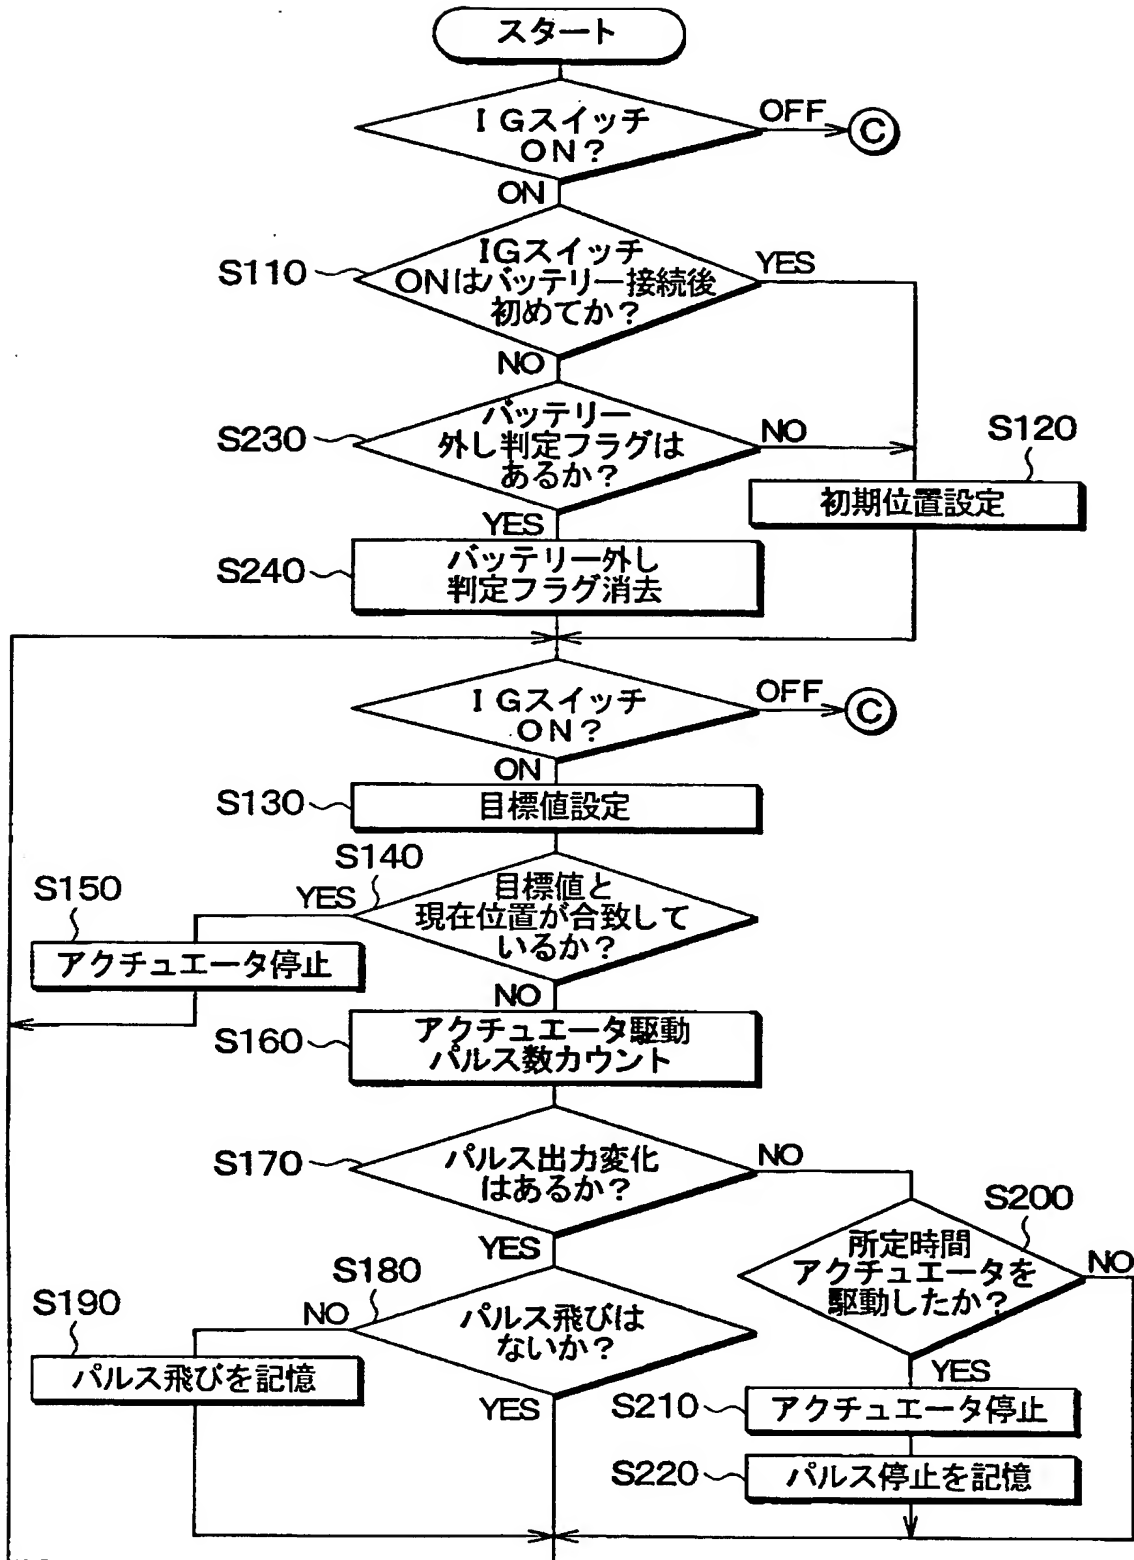 スタート
IGスイッチ
ON?
OFF
C
ON
S110
IGスイッチ
ONはバッテリー接続後
初めてか?
YES
NO
S230
バッテリー
外し判定フラグは
あるか?
NO
S120
初期位置設定
YES
S240
バッテリー外し
判定フラグ消去
IGスイッチ
ON?
OFF
C
ON
S130
目標値設定
S140
目標値と
現在位置が合致して
いるか?
YES
S150
アクチュエータ停止
NO
S160
アクチュエータ駆動
パルス数カウント
S170
パルス出力変化
はあるか?
NO
S200
所定時間
アクチュエータを
駆動したか?
NO
YES
S180
パルス飛びは
ないか?
NO
S190
パルス飛びを記憶
YES
YES
S210
アクチュエータ停止
S220
パルス停止を記憶